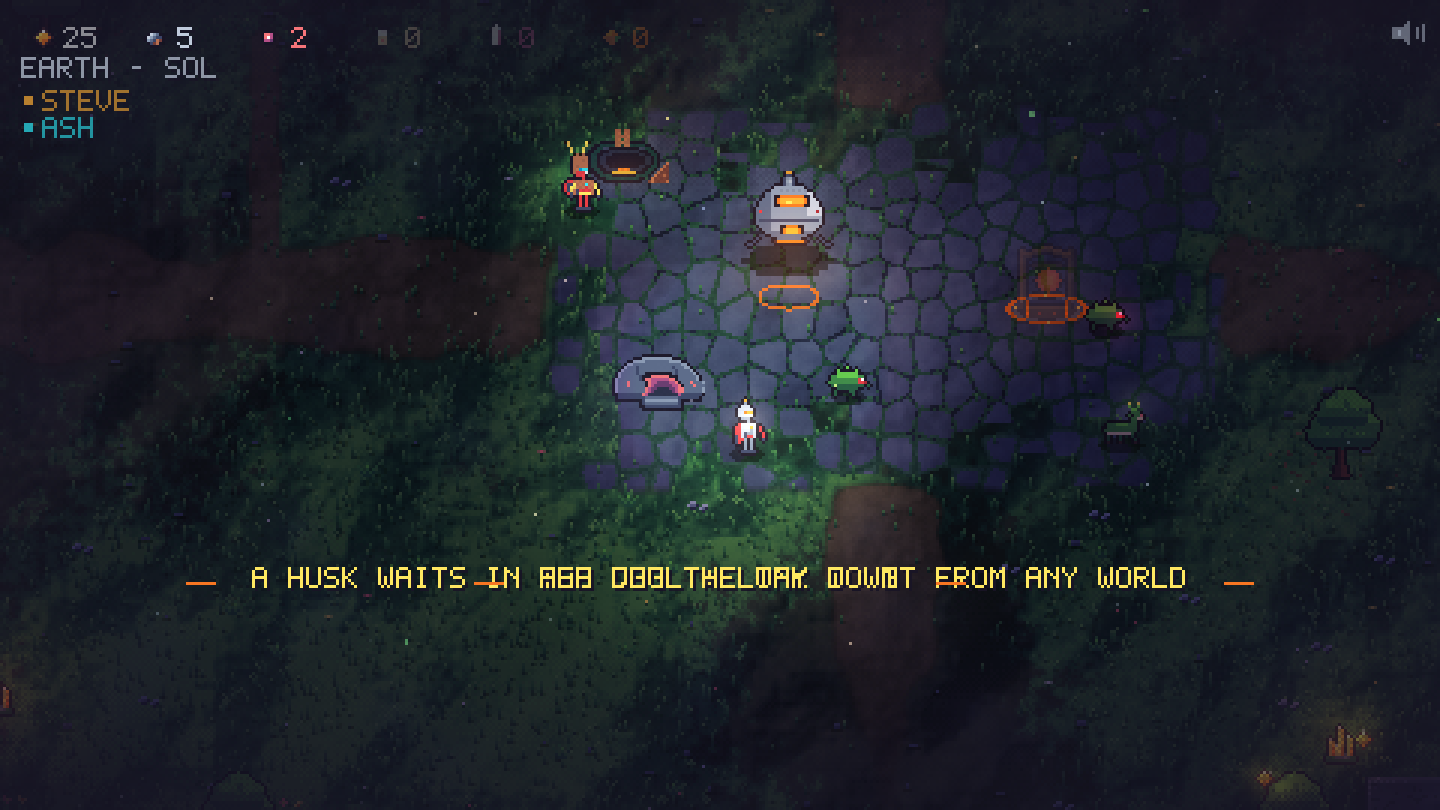 25 5 2 0 0 0
EARTH - SOL
STEVE
ASH
A HUSK WAITS IN FROM ANY WORLD